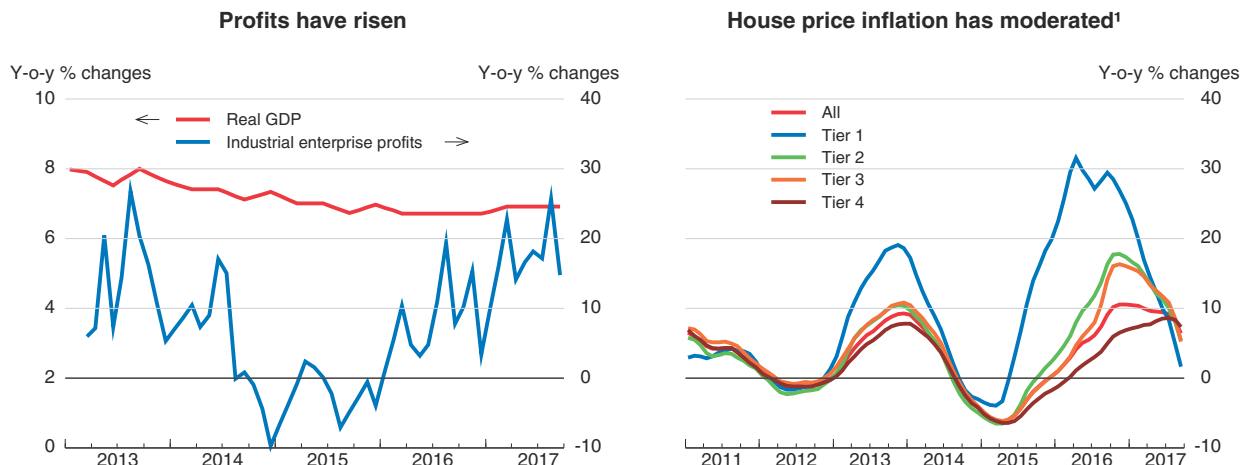 Profits have risen
Y-o-y % changes
Y-o-y % changes
10
40
← Real GDP
Industrial enterprise profits →
8
30
6
20
4
10
2
0
0
-10
2013 2014 2015 2016 2017
House price inflation has moderated¹
Y-o-y % changes
40
All
Tier 1
Tier 2
Tier 3
Tier 4
30
20
10
0
-10
2011 2012 2013 2014 2015 2016 2017